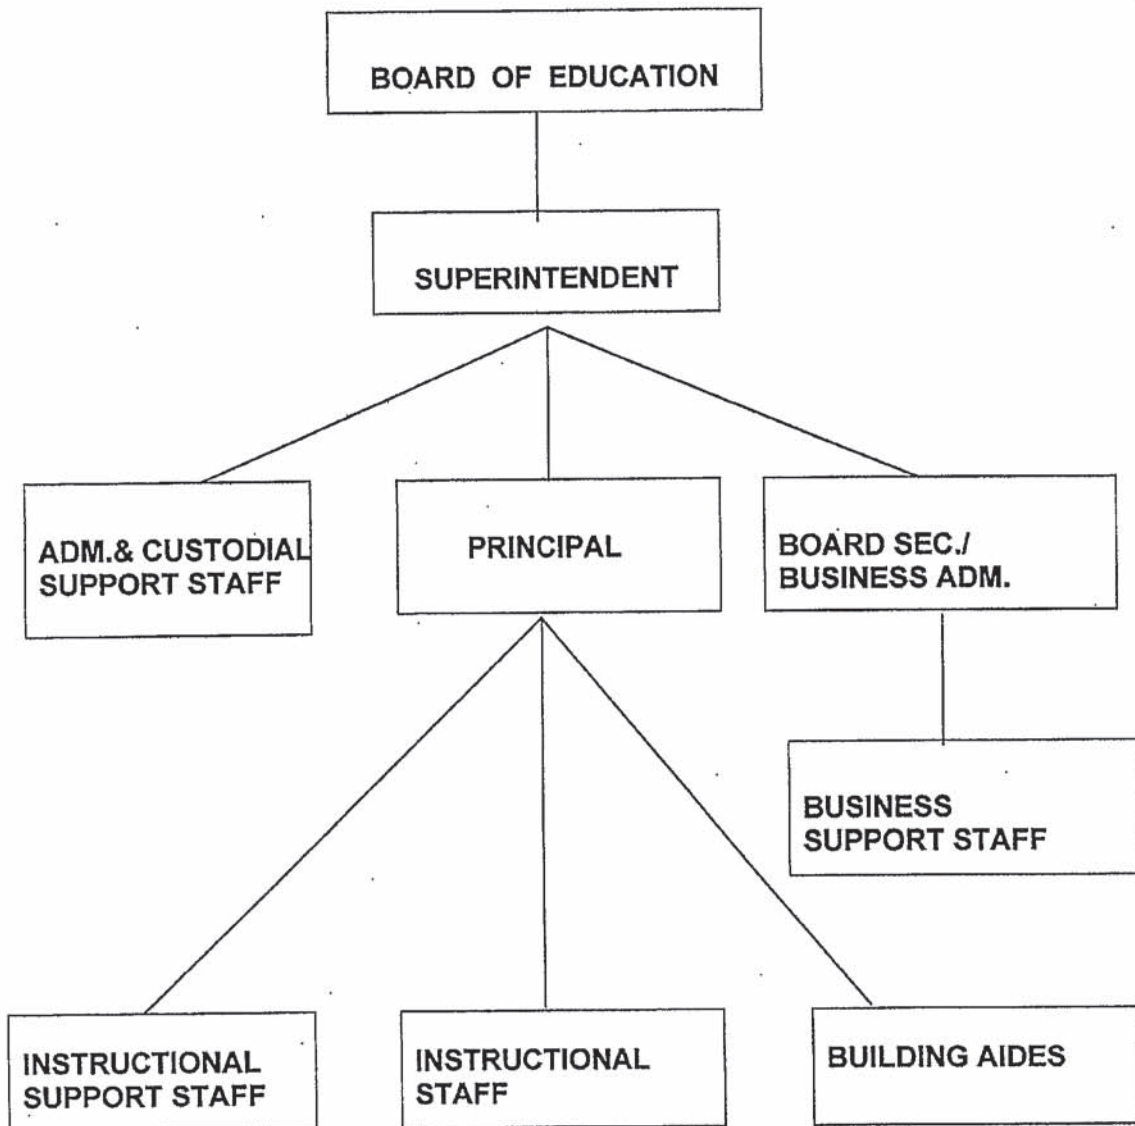 BOARD OF EDUCATION
SUPERINTENDENT
ADM.& CUSTODIAL
SUPPORT STAFF
PRINCIPAL
BOARD SEC./
BUSINESS ADM.
BUSINESS
SUPPORT STAFF
INSTRUCTIONAL
SUPPORT STAFF
INSTRUCTIONAL
STAFF
BUILDING AIDES